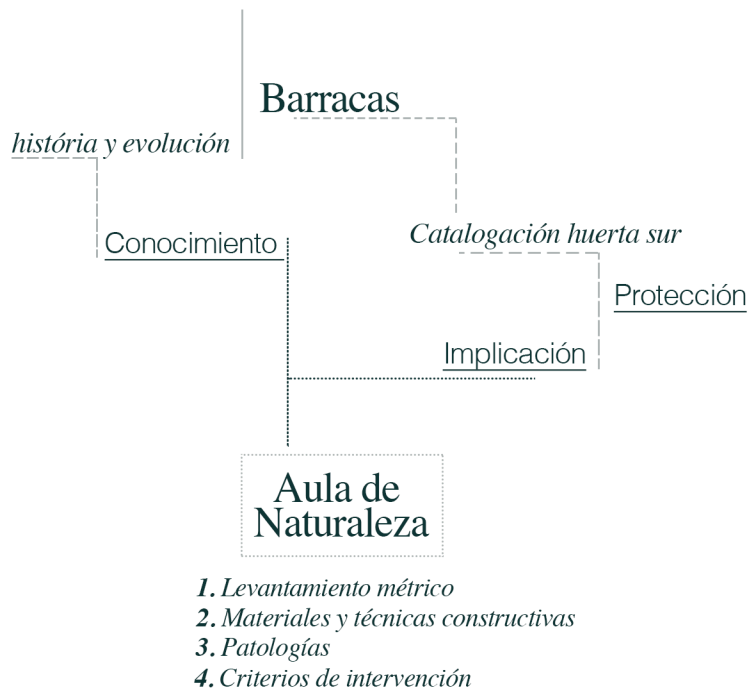 Barracas
história y evolución
Catalogación huerta sur
Conocimiento
Protección
Implicación
Aula de
Naturaleza
1. Levantamiento métrico
2. Materiales y técnicas constructivas
3. Patologías
4. Criterios de intervención